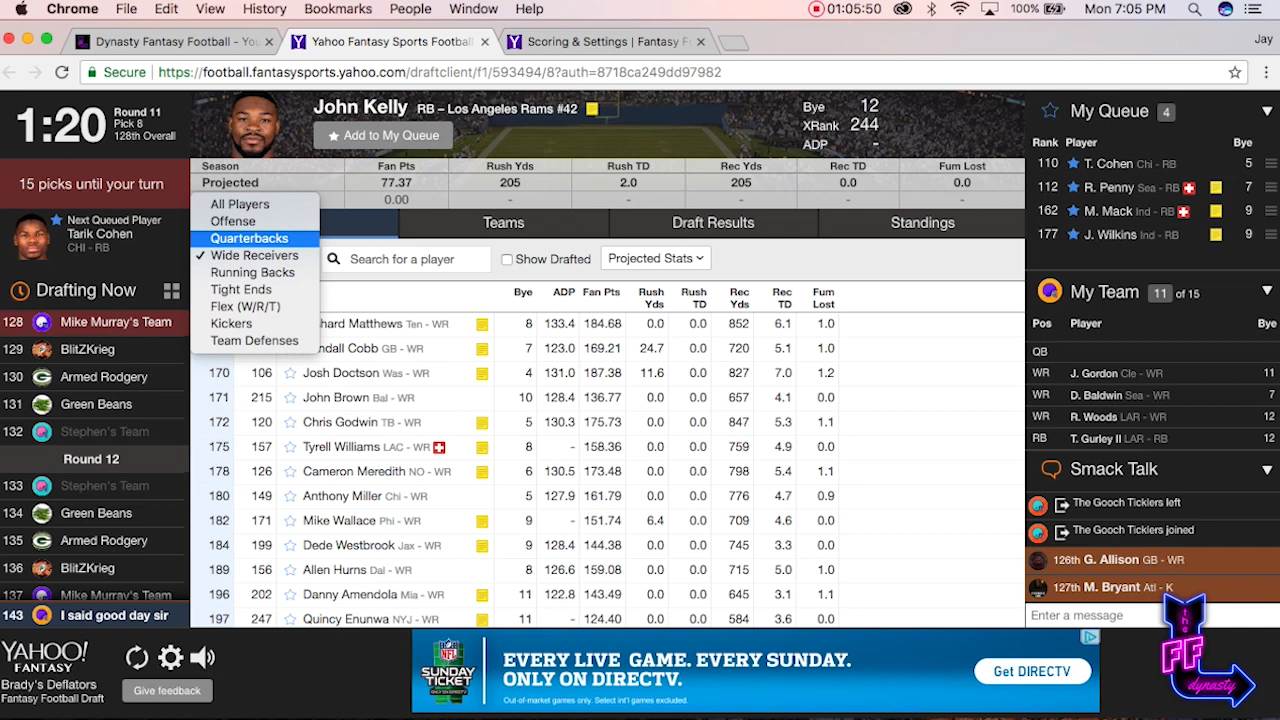 Chrome File Edit View History Bookmarks People Window Help 01:05:50 100% Mon 7:05 PM
Dynasty Fantasy Football - You × Yahoo Fantasy Sports Football × Scoring & Settings | Fantasy F × Jay
Secure https://football.fantasysports.yahoo.com/draftclient/f1/593494/8?auth=8718ca249dd97982
1:20
Round 11
Pick 8
128th Overall
15 picks until your turn
Next Queued Player
Tarik Cohen
CHI - RB
Drafting Now
128 Mike Murray's Team
129 BlitZKrieg
130 Armed Rodgery
131 Green Beans
132 Stephen's Team
Round 12
133 Stephen's Team
134 Green Beans
135 Armed Rodgery
136 BlitZKrieg
137 Mike Murray's Team
143 I said good day sir
John Kelly RB – Los Angeles Rams #42
Add to My Queue
Bye 12
XRank 244
ADP -
Season Fan Pts Rush Yds Rush TD Rec Yds Rec TD Fum Lost
Projected 77.37 205 2.0 205 0.0 0.0
0.00 - - - - -
All Players
Offense
Quarterbacks
✓ Wide Receivers
Running Backs
Tight Ends
Flex (W/R/T)
Kickers
Team Defenses
Teams Draft Results Standings
Search for a player Show Drafted Projected Stats
Bye ADP Fan Pts Rush Yds Rush TD Rec Yds Rec TD Fum Lost
hard Matthews Ten - WR 8 133.4 184.68 0.0 0.0 852 6.1 1.0
ndall Cobb GB - WR 7 123.0 169.21 24.7 0.0 720 5.1 1.0
170 106 Josh Doctson Was - WR 4 131.0 187.38 11.6 0.0 827 7.0 1.2
171 215 John Brown Bal - WR 10 128.4 136.77 0.0 0.0 657 4.1 0.0
172 120 Chris Godwin TB - WR 5 130.3 175.73 0.0 0.0 847 5.3 1.1
175 157 Tyrell Williams LAC - WR 8 - 158.36 0.0 0.0 759 4.9 0.0
178 126 Cameron Meredith NO - WR 6 130.5 173.48 0.0 0.0 798 5.4 1.1
180 149 Anthony Miller Chi - WR 5 127.9 161.79 0.0 0.0 776 4.7 0.9
182 171 Mike Wallace Phi - WR 9 - 151.74 6.4 0.0 709 4.6 0.0
184 199 Dede Westbrook Jax - WR 9 128.4 144.38 0.0 0.0 745 3.3 0.0
189 156 Allen Hurns Dal - WR 8 126.6 159.08 0.0 0.0 715 5.0 1.0
196 202 Danny Amendola Mia - WR 11 122.8 143.49 0.0 0.0 645 3.1 1.1
197 247 Quincy Enunwa NYJ - WR 11 - 124.40 0.0 0.0 584 3.6 0.0
My Queue 4
Rank Player Bye
110 T. Cohen Chi - RB 5
112 R. Penny Sea - RB 7
162 M. Mack Ind - RB 9
177 J. Wilkins Ind - RB 9
My Team 11 of 15
Pos Player Bye
QB
WR J. Gordon Cle - WR 11
WR D. Baldwin Sea - WR 7
WR R. Woods LAR - WR 12
RB T. Gurley II LAR - RB 12
Smack Talk
The Gooch Ticklers left
The Gooch Ticklers joined
126th G. Allison GB - WR
127th M. Bryant Atl - K
Enter a message
YAHOO!
FANTASY
Brady's Deflators
Fantasy Football Draft
Give feedback
NFL
SUNDAY
TICKET
ONLY ON DIRECTV
EVERY LIVE GAME. EVERY SUNDAY.
ONLY ON DIRECTV.
Out-of-market games only. Select int'l games excluded.
Get DIRECTV
the
FF
dynasty